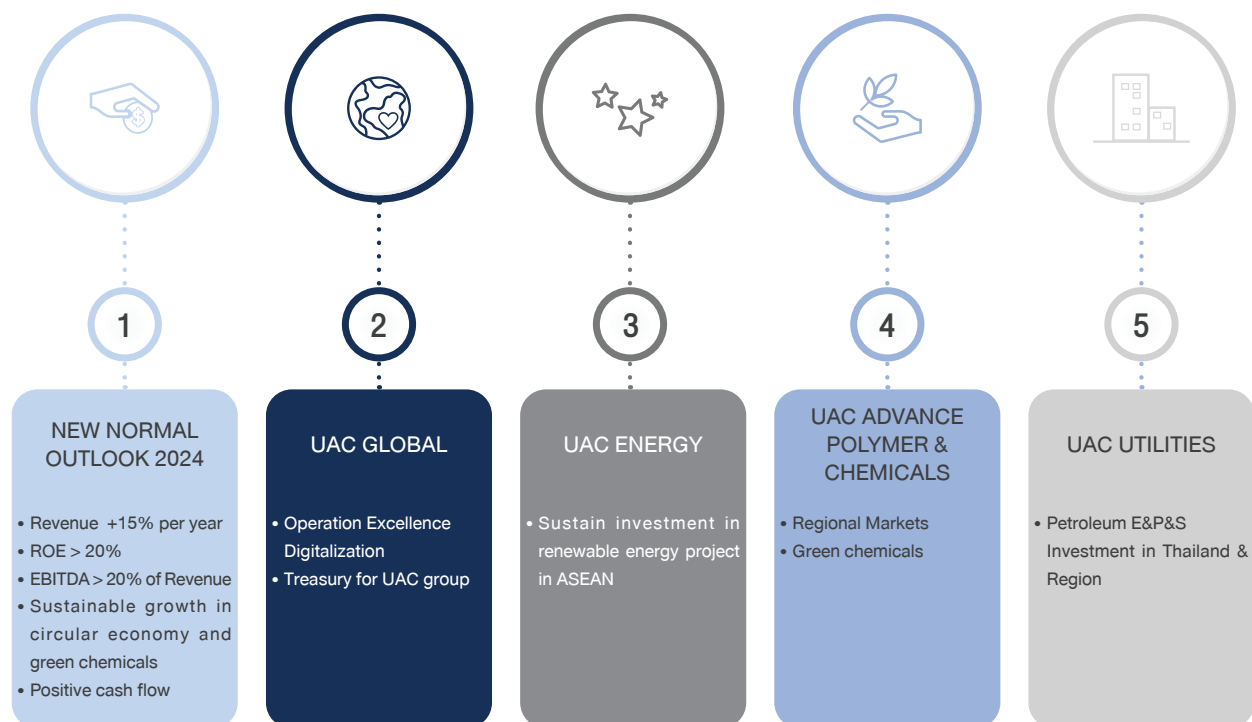 $
1
NEW NORMAL
OUTLOOK 2024
• Revenue +15% per year
• ROE > 20%
• EBITDA > 20% of Revenue
• Sustainable growth in
circular economy and
green chemicals
• Positive cash flow
2
UAC GLOBAL
• Operation Excellence
Digitalization
• Treasury for UAC group
3
UAC ENERGY
• Sustain investment in
renewable energy project
in ASEAN
4
UAC ADVANCE
POLYMER &
CHEMICALS
• Regional Markets
• Green chemicals
5
UAC UTILITIES
• Petroleum E&P&S
Investment in Thailand &
Region